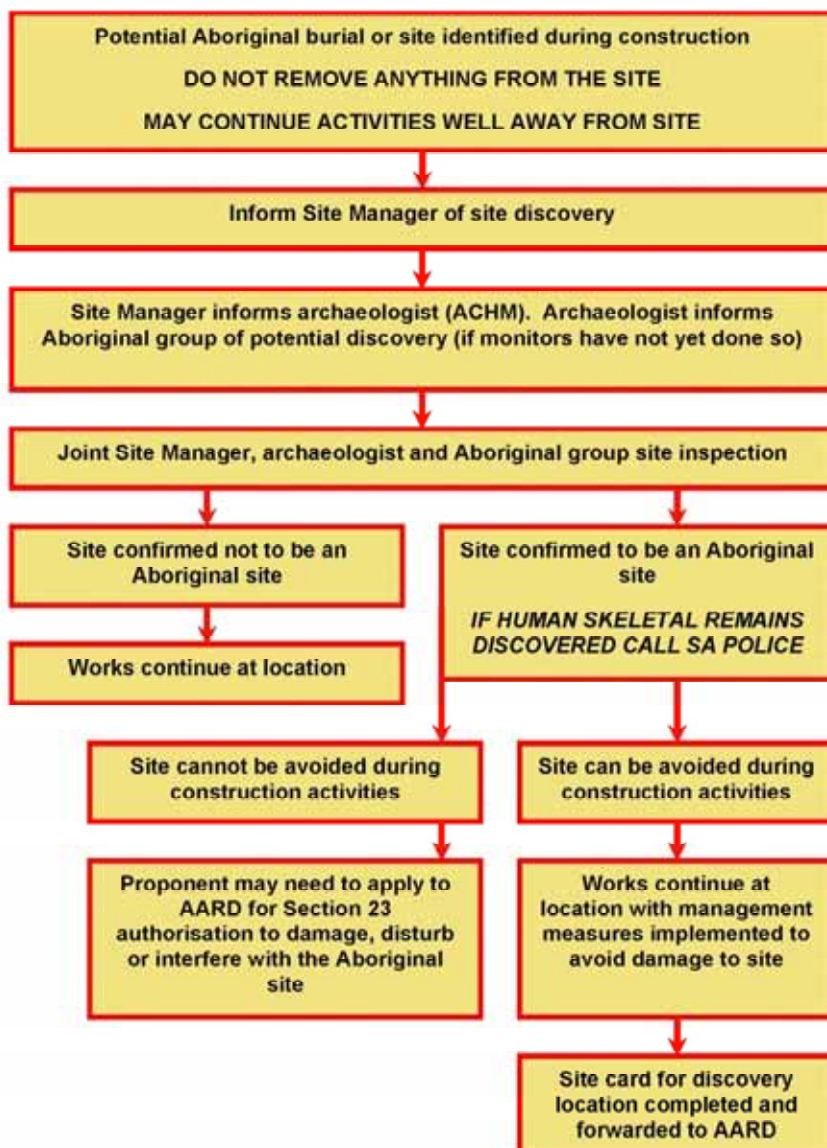 Potential Aboriginal burial or site identified during construction
DO NOT REMOVE ANYTHING FROM THE SITE
MAY CONTINUE ACTIVITIES WELL AWAY FROM SITE
Inform Site Manager of site discovery
Site Manager informs archaeologist (ACHM). Archaeologist informs
Aboriginal group of potential discovery (if monitors have not yet done so)
Joint Site Manager, archaeologist and Aboriginal group site inspection
Site confirmed not to be an
Aboriginal site
Works continue at location
Site confirmed to be an Aboriginal
site
IF HUMAN SKELETAL REMAINS
DISCOVERED CALL SA POLICE
Site cannot be avoided during
construction activities
Proponent may need to apply to
AARD for Section 23
authorisation to damage, disturb
or interfere with the Aboriginal
site
Site can be avoided during
construction activities
Works continue at
location with management
measures implemented to
avoid damage to site
Site card for discovery
location completed and
forwarded to AARD